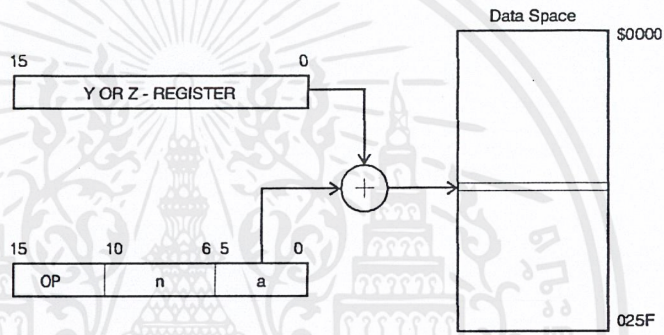 Data Space
$0000
15 0
Y OR Z - REGISTER
+
15 10 6 5 0
OP n a
025F